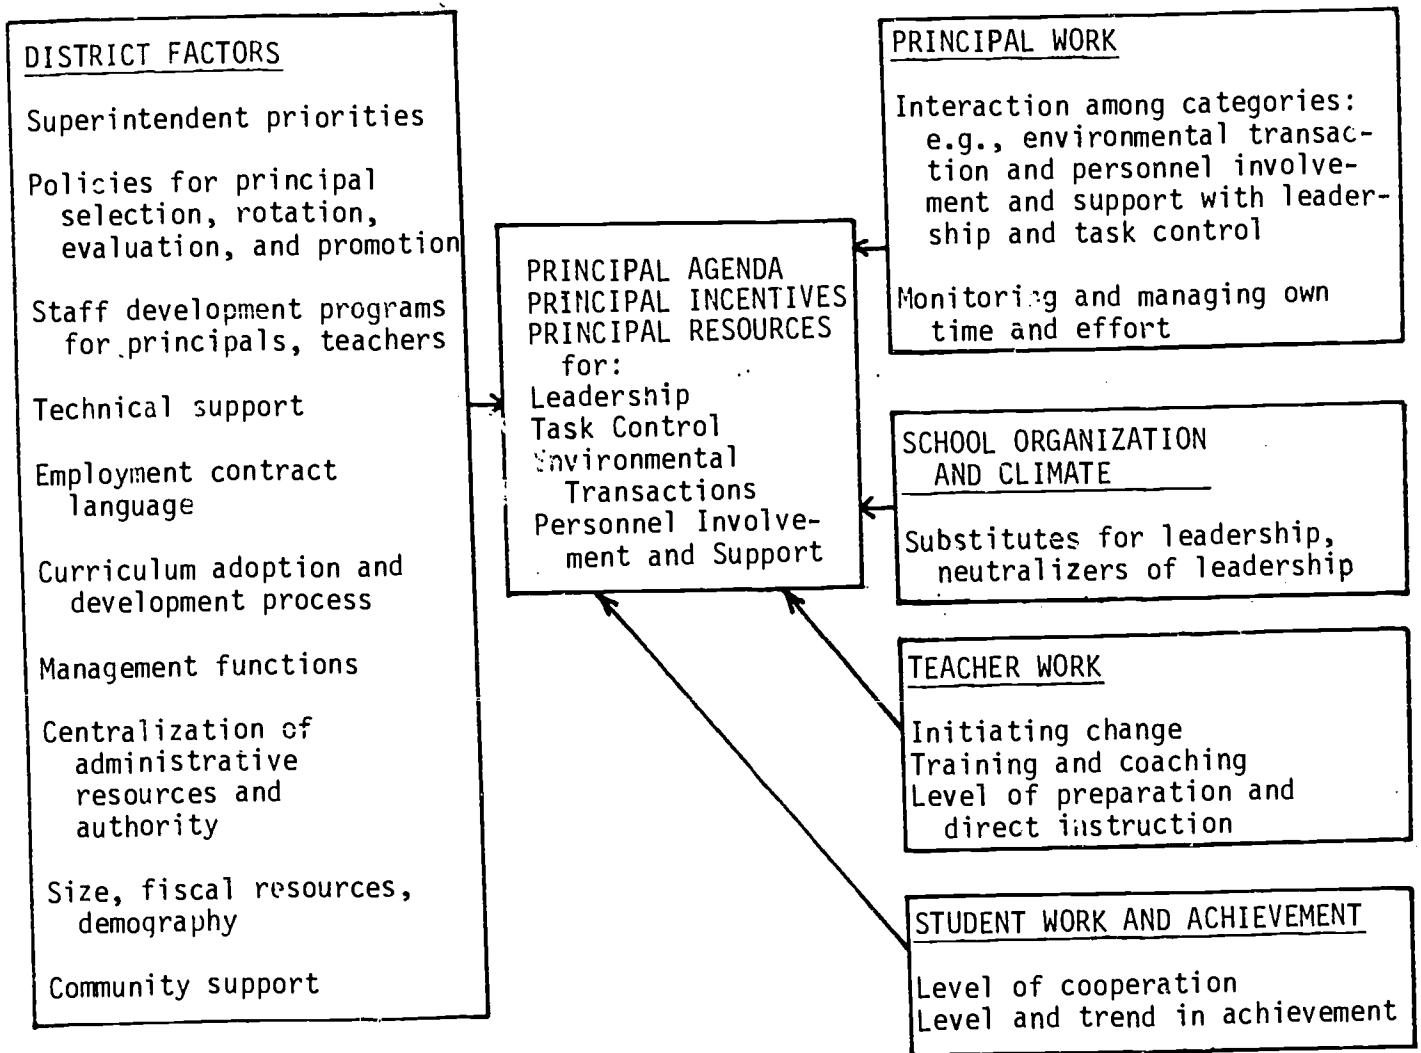 DISTRICT FACTORS
Superintendent priorities
Policies for principal
selection, rotation,
evaluation, and promotion
Staff development programs
for principals, teachers
Technical support
Employment contract
language
Curriculum adoption and
development process
Management functions
Centralization of
administrative
resources and
authority
Size, fiscal resources,
demography
Community support
PRINCIPAL AGENDA
PRINCIPAL INCENTIVES
PRINCIPAL RESOURCES
for:
Leadership
Task Control
Environmental
Transactions
Personnel Involve-
ment and Support
PRINCIPAL WORK
Interaction among categories:
e.g., environmental transac-
tion and personnel involve-
ment and support with leader-
ship and task control
Monitoring and managing own
time and effort
SCHOOL ORGANIZATION
AND CLIMATE
Substitutes for leadership,
neutralizers of leadership
TEACHER WORK
Initiating change
Training and coaching
Level of preparation and
direct instruction
STUDENT WORK AND ACHIEVEMENT
Level of cooperation
Level and trend in achievement